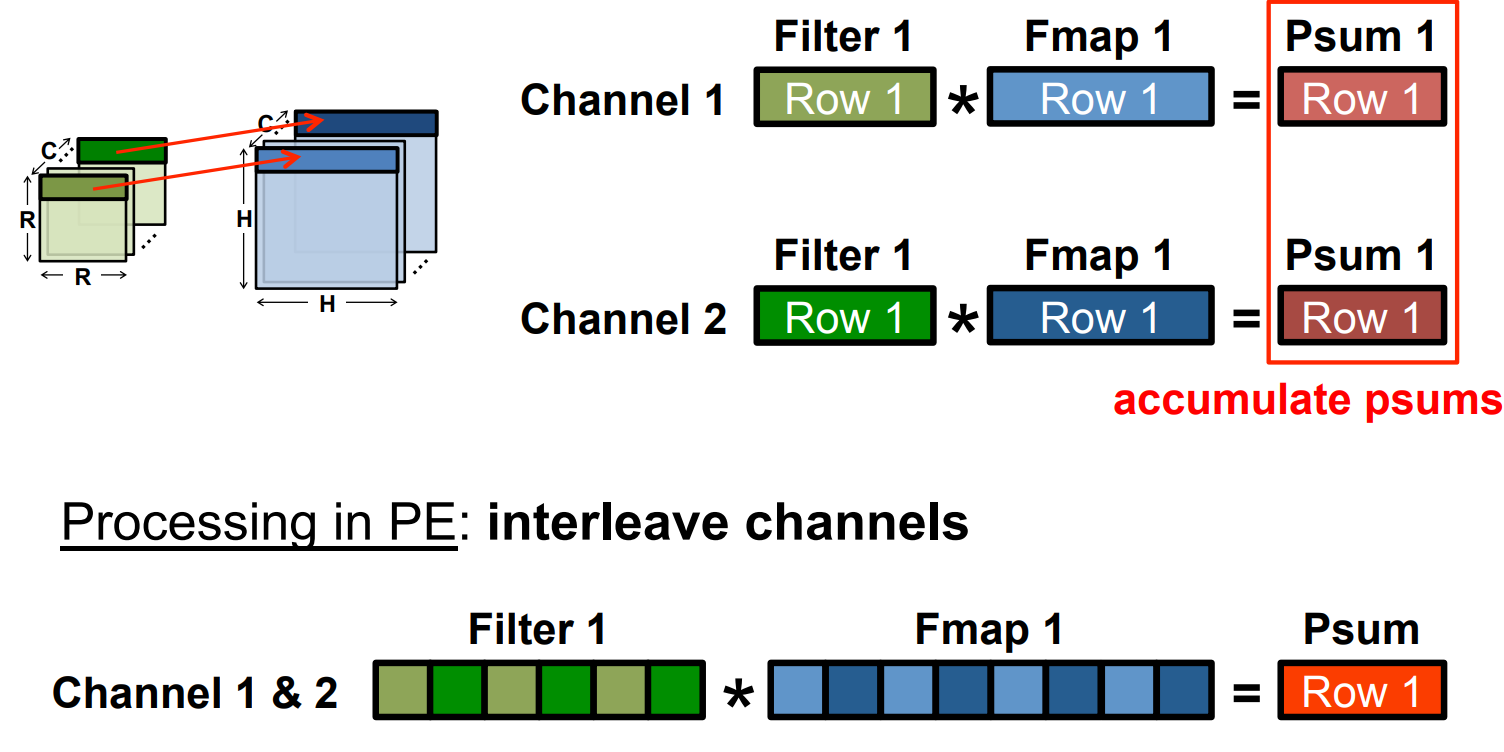 Filter 1 Fmap 1 Psum 1
Channel 1 Row 1 * Row 1 = Row 1
C C
R H
R
H
Filter 1 Fmap 1 Psum 1
Channel 2 Row 1 * Row 1 = Row 1
accumulate psums
Processing in PE: interleave channels
Filter 1 Fmap 1 Psum
Channel 1 & 2 * = Row 1